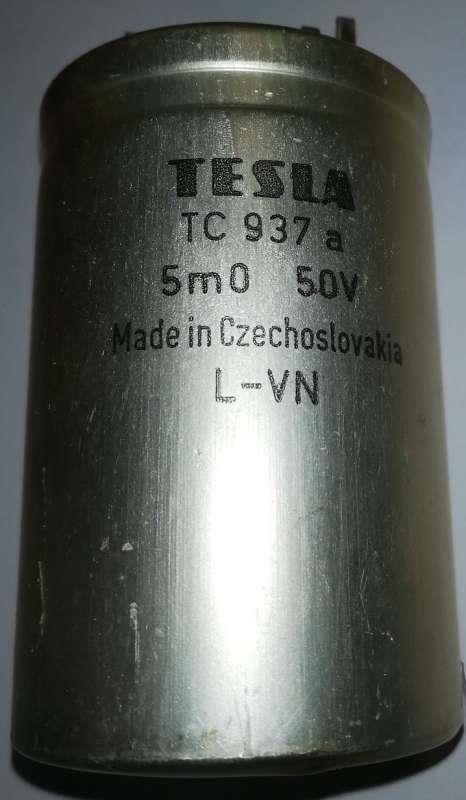 TESLA
TC 937 a
5m0 50V
Made in Czechoslovakia
L-VN